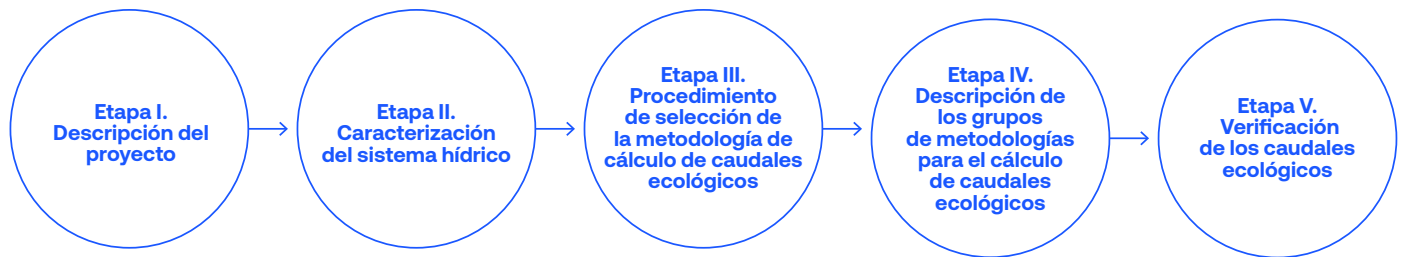 Etapa I.
Descripción del
proyecto
Etapa II.
Caracterización
del sistema hídrico
Etapa III.
Procedimiento
de selección de
la metodología de
cálculo de caudales
ecológicos
Etapa IV.
Descripción de
los grupos
de metodologías
para el cálculo
de caudales
ecológicos
Etapa V.
Verificación
de los caudales
ecológicos